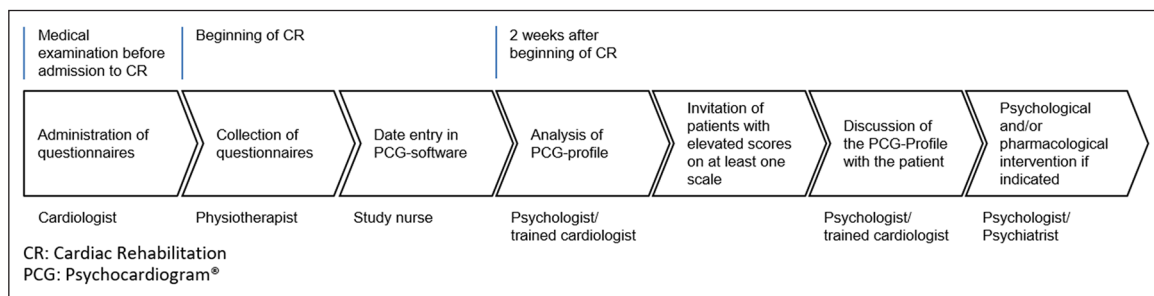 Medical
examination before
admission to CR
Beginning of CR
2 weeks after
beginning of CR
Administration of
questionnaires
Collection of
questionnaires
Date entry in
PCG-software
Analysis of
PCG-profile
Invitation of
patients with
elevated scores
on at least one
scale
Discussion of
the PCG-Profile
with the patient
Psychological
and/or
pharmacological
intervention if
indicated
Cardiologist
Physiotherapist
Study nurse
Psychologist/
trained cardiologist
Psychologist/
trained cardiologist
Psychologist/
Psychiatrist
CR: Cardiac Rehabilitation
PCG: Psychocardiogram®